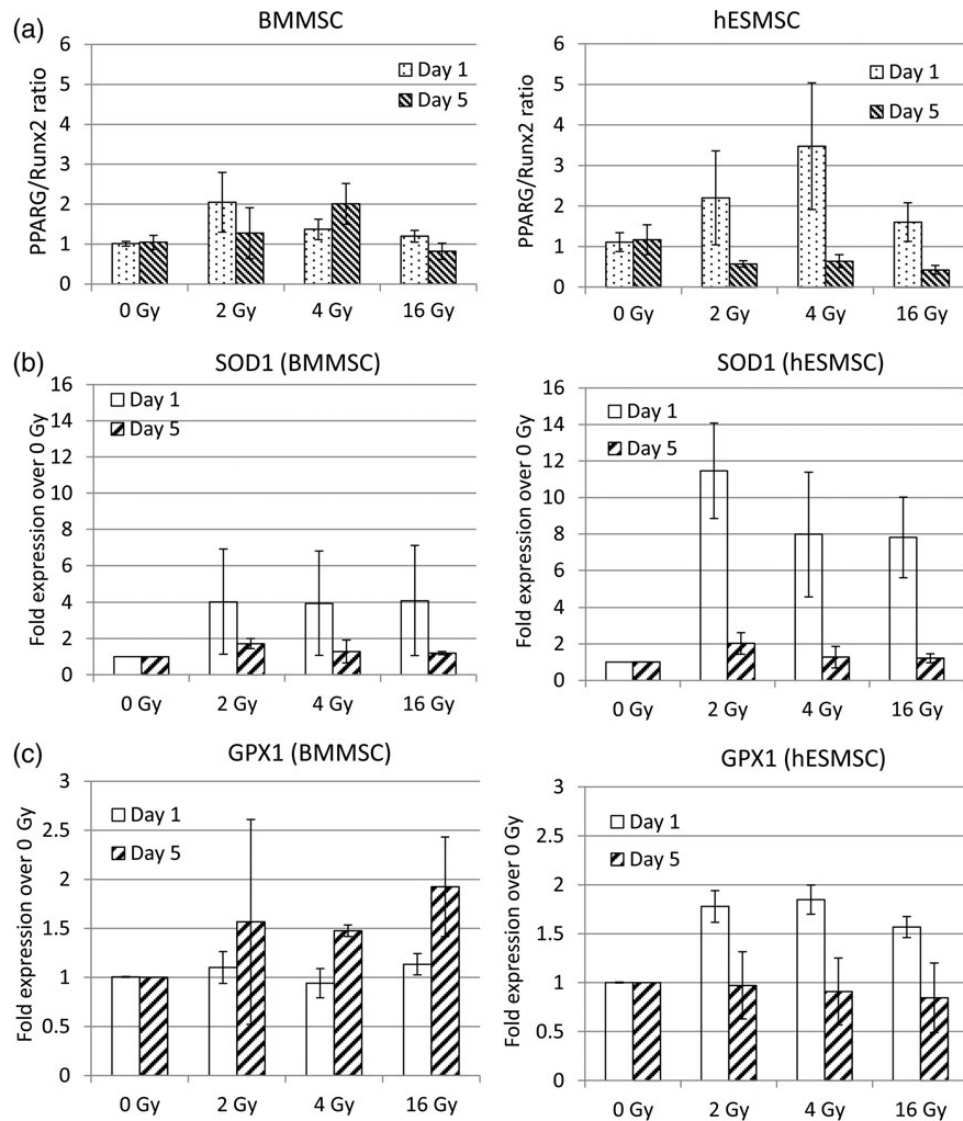 (a)
BMMSC
PPARG/Runx2 ratio
6
5
4
3
2
1
0
Day 1
Day 5
0 Gy 2 Gy 4 Gy 16 Gy
hESMSC
PPARG/Runx2 ratio
6
5
4
3
2
1
0
Day 1
Day 5
0 Gy 2 Gy 4 Gy 16 Gy
(b)
SOD1 (BMMSC)
Fold expression over 0 Gy
16
14
12
10
8
6
4
2
0
Day 1
Day 5
0 Gy 2 Gy 4 Gy 16 Gy
SOD1 (hESMSC)
Fold expression over 0 Gy
16
14
12
10
8
6
4
2
0
Day 1
Day 5
0 Gy 2 Gy 4 Gy 16 Gy
(c)
GPX1 (BMMSC)
Fold expression over 0 Gy
3
2.5
2
1.5
1
0.5
0
Day 1
Day 5
0 Gy 2 Gy 4 Gy 16 Gy
GPX1 (hESMSC)
Fold expression over 0 Gy
3
2.5
2
1.5
1
0.5
0
Day 1
Day 5
0 Gy 2 Gy 4 Gy 16 Gy